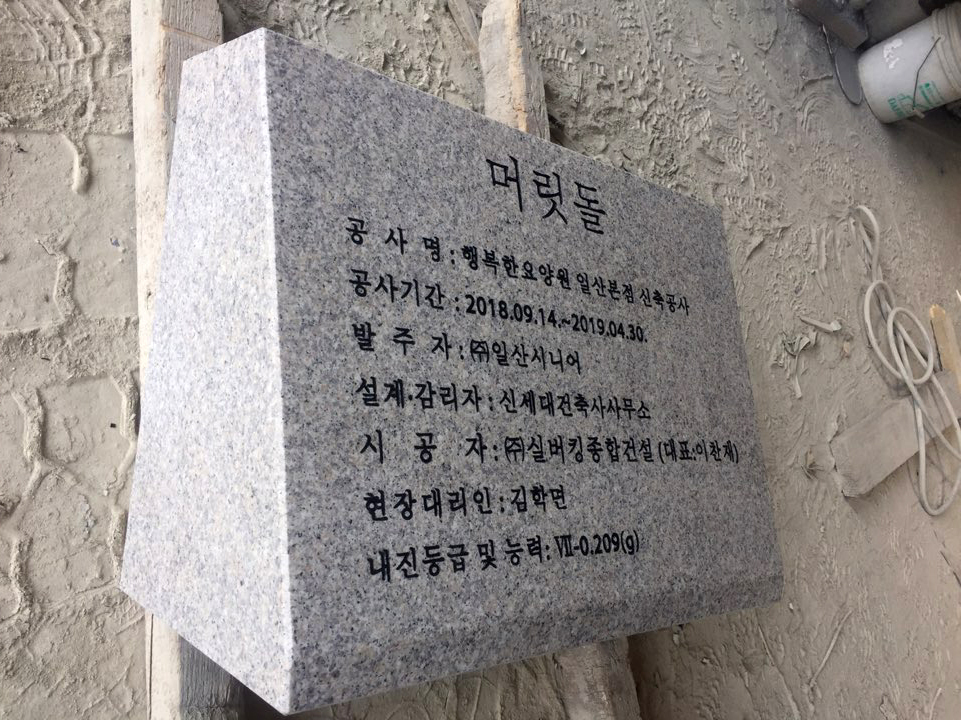 머릿돌
공 사 명 : 행복한요양원 일산본점 신축공사
공사기간 : 2018.09.14.~2019.04.30.
발 주 자 : ㈜일산시니어
설계·감리자 : 신세대건축사사무소
시 공 자 : ㈜실버킹종합건설 (대표:이찬재)
현장대리인 : 김학면
내진등급 및 능력: Ⅶ-0.209(g)